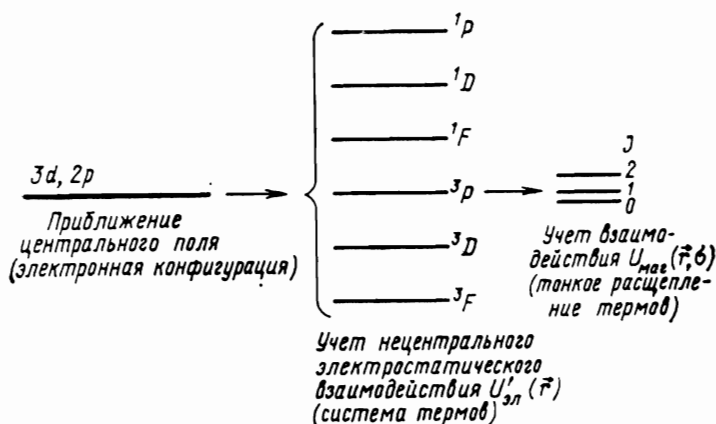 ¹P
¹D
¹F
³P
³D
³F
3d, 2p
Приближение
центрального поля
(электронная конфигурация)
Учет нецентрального
электростатического
взаимодействия U′эл (r⃗)
(система термов)
J
2
1
0
Учет взаимо-
действия Uмаг (r⃗,σ)
(тонкое расщепле-
ние термов)